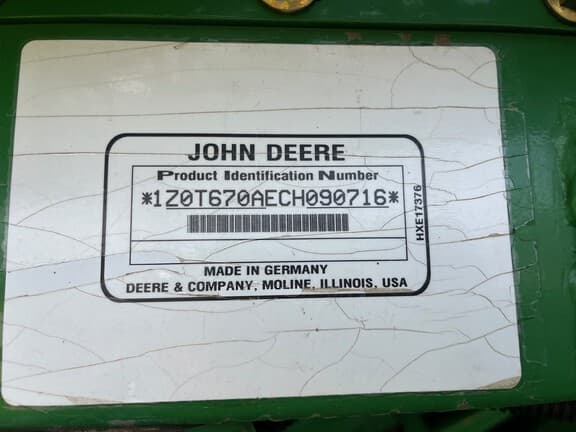 JOHN DEERE
Product Identification Number
*1Z0T670AECH090716*
HXE17376
MADE IN GERMANY
DEERE & COMPANY, MOLINE, ILLINOIS, USA